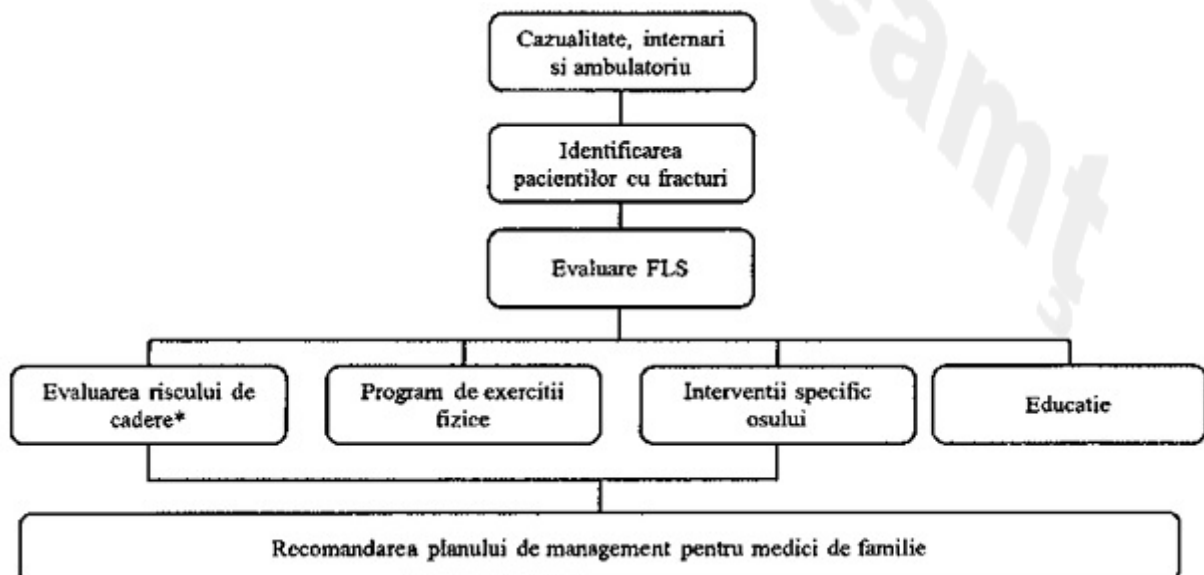 Cazualitate, internari
si ambulatoriu
Identificarea
pacientilor cu fracturi
Evaluare FLS
Evaluarea riscului de
cadere*
Program de exercitii
fizice
Interventii specific
osului
Educatie
Recomandarea planului de management pentru medici de familie